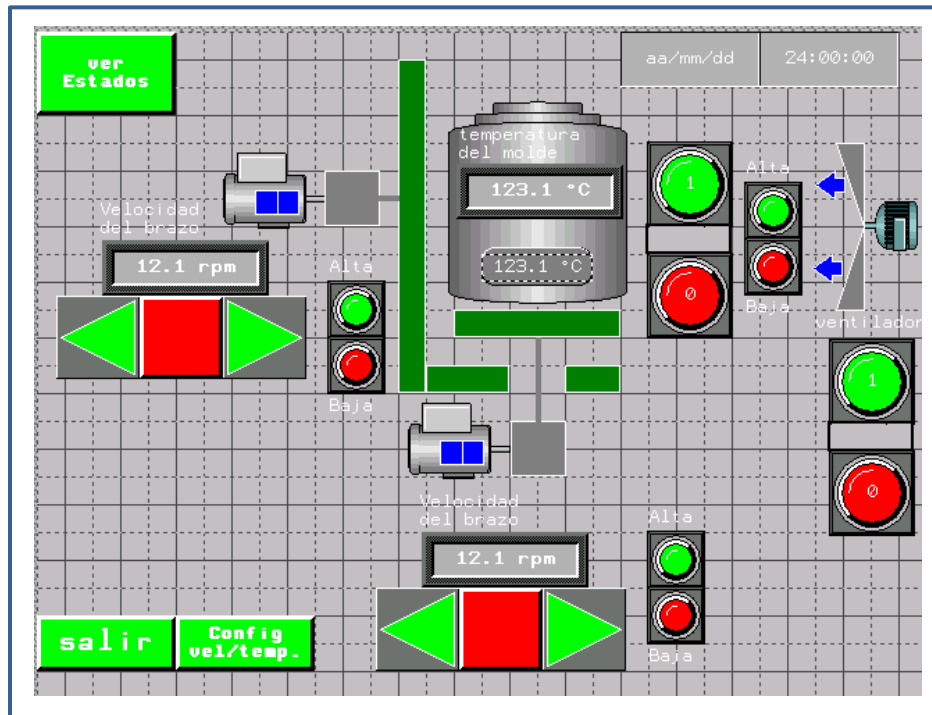 ver
Estados
aa/mm/dd
24:00:00
temperatura
del molde
123.1 °C
123.1 °C
1
0
Alta
Baja
Velocidad
del brazo
12.1 rpm
Alta
Baja
ventilador
1
0
Velocidad
del brazo
12.1 rpm
Alta
Baja
salir
Config
vel/temp.